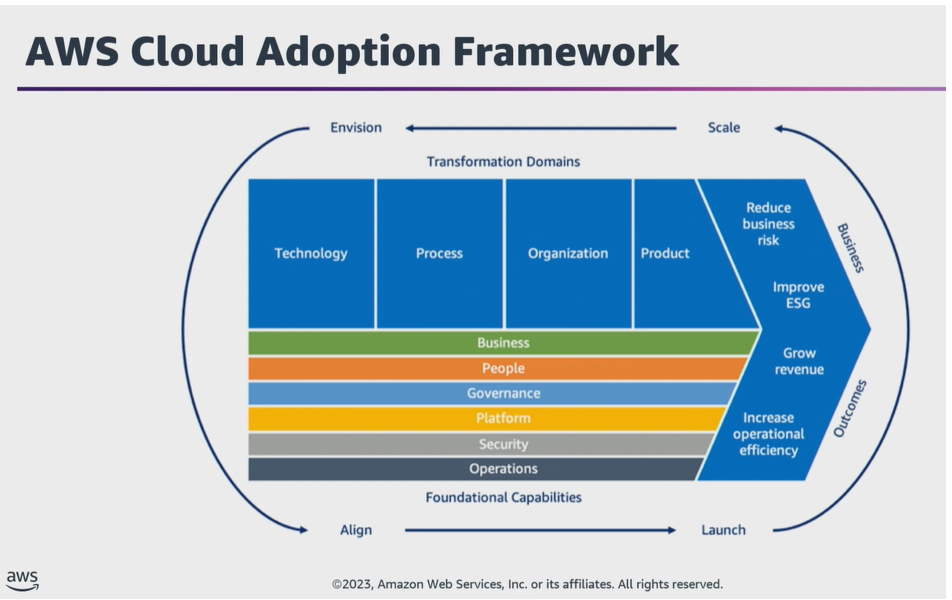 AWS Cloud Adoption Framework
Envision
Scale
Transformation Domains
Technology
Process
Organization
Product
Reduce
business
risk
Improve
ESG
Grow
revenue
Increase
operational
efficiency
Business
Outcomes
Business
People
Governance
Platform
Security
Operations
Foundational Capabilities
Align
Launch
aws
©2023, Amazon Web Services, Inc. or its affiliates. All rights reserved.